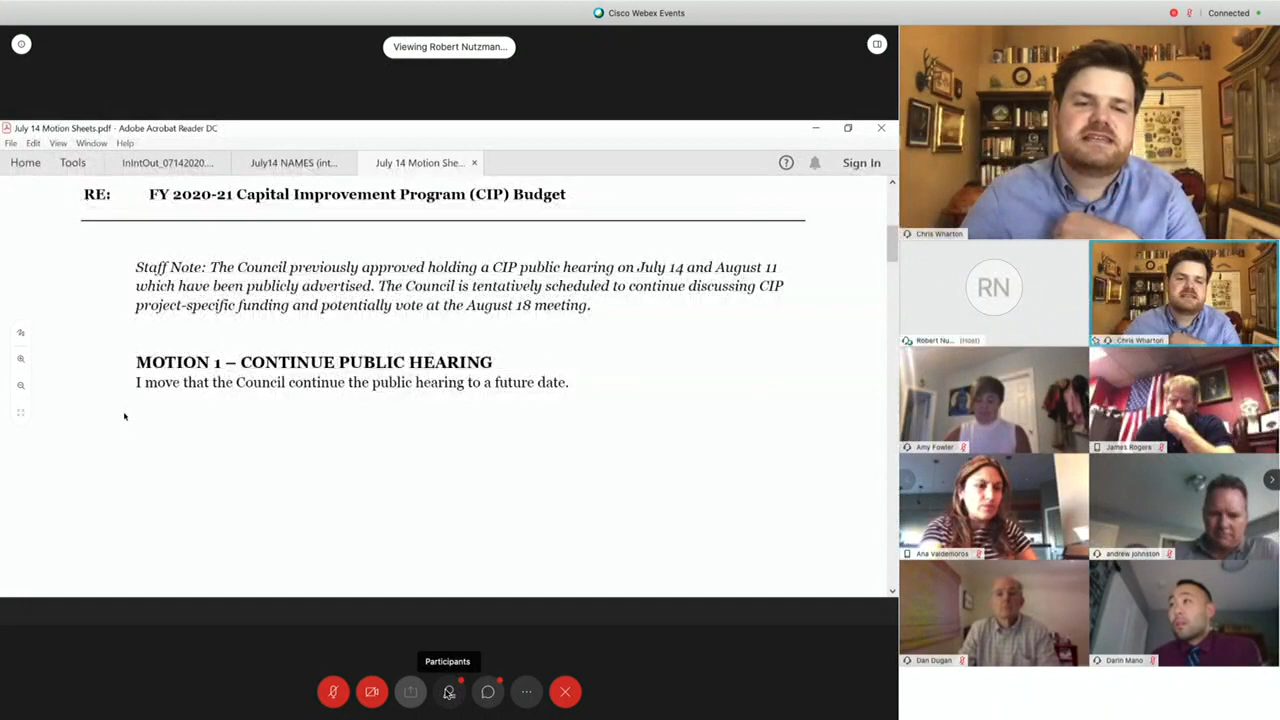 Cisco Webex Events
Connected
Viewing Robert Nutzman...
July 14 Motion Sheets.pdf - Adobe Acrobat Reader DC
File Edit View Window Help
Home Tools InIntOut_07142020... July14 NAMES (int... July 14 Motion She... × ? Sign In
RE: FY 2020-21 Capital Improvement Program (CIP) Budget
Staff Note: The Council previously approved holding a CIP public hearing on July 14 and August 11
which have been publicly advertised. The Council is tentatively scheduled to continue discussing CIP
project-specific funding and potentially vote at the August 18 meeting.
MOTION 1 – CONTINUE PUBLIC HEARING
I move that the Council continue the public hearing to a future date.
Participants
Chris Wharton
RN
Robert Nu... (Host)
Chris Wharton
Amy Fowler
James Rogers
Ana Valdemoros
andrew johnston
Dan Dugan
Darin Mano